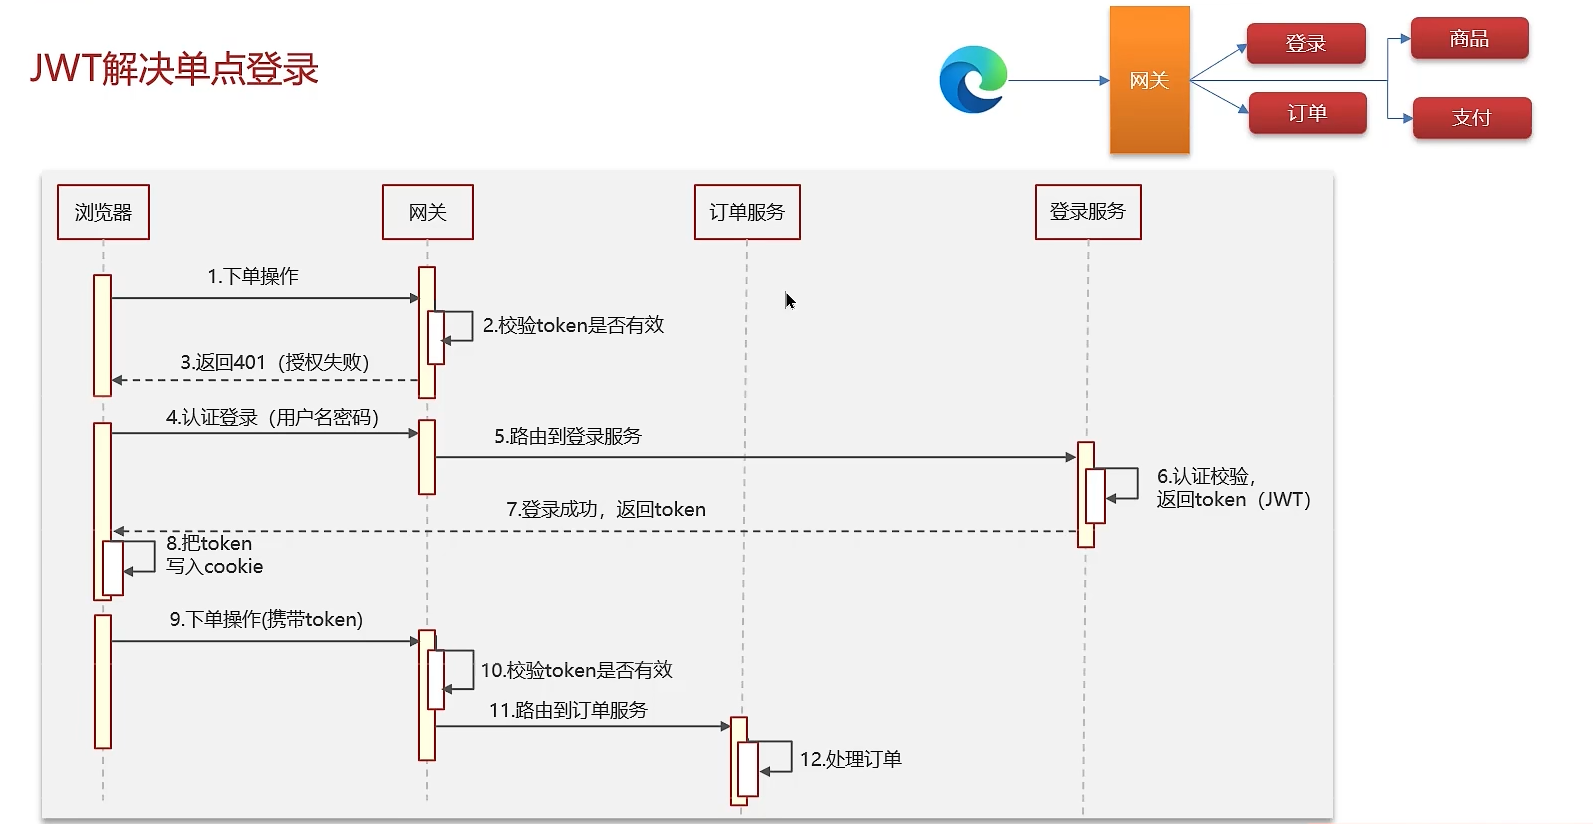 JWT解决单点登录
网关
登录
商品
订单
支付
浏览器
网关
订单服务
登录服务
1.下单操作
2.校验token是否有效
3.返回401（授权失败）
4.认证登录（用户名密码）
5.路由到登录服务
6.认证校验，
返回token（JWT）
7.登录成功，返回token
8.把token
写入cookie
9.下单操作(携带token)
10.校验token是否有效
11.路由到订单服务
12.处理订单